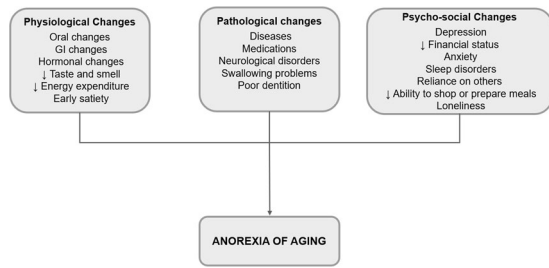 Physiological Changes
Oral changes
GI changes
Hormonal changes
↓ Taste and smell
↓ Energy expenditure
Early satiety
Pathological changes
Diseases
Medications
Neurological disorders
Swallowing problems
Poor dentition
Psycho-social Changes
Depression
↓ Financial status
Anxiety
Sleep disorders
Reliance on others
↓ Ability to shop or prepare meals
Loneliness
ANOREXIA OF AGING